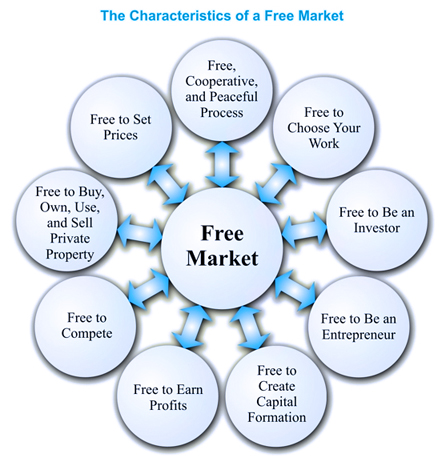 The Characteristics of a Free Market
Free,
Cooperative,
and Peaceful
Process
Free to
Choose Your
Work
Free to Be an
Investor
Free to Be an
Entrepreneur
Free to
Create
Capital
Formation
Free to Earn
Profits
Free to
Compete
Free to Buy,
Own, Use,
and Sell
Private
Property
Free to Set
Prices
Free
Market